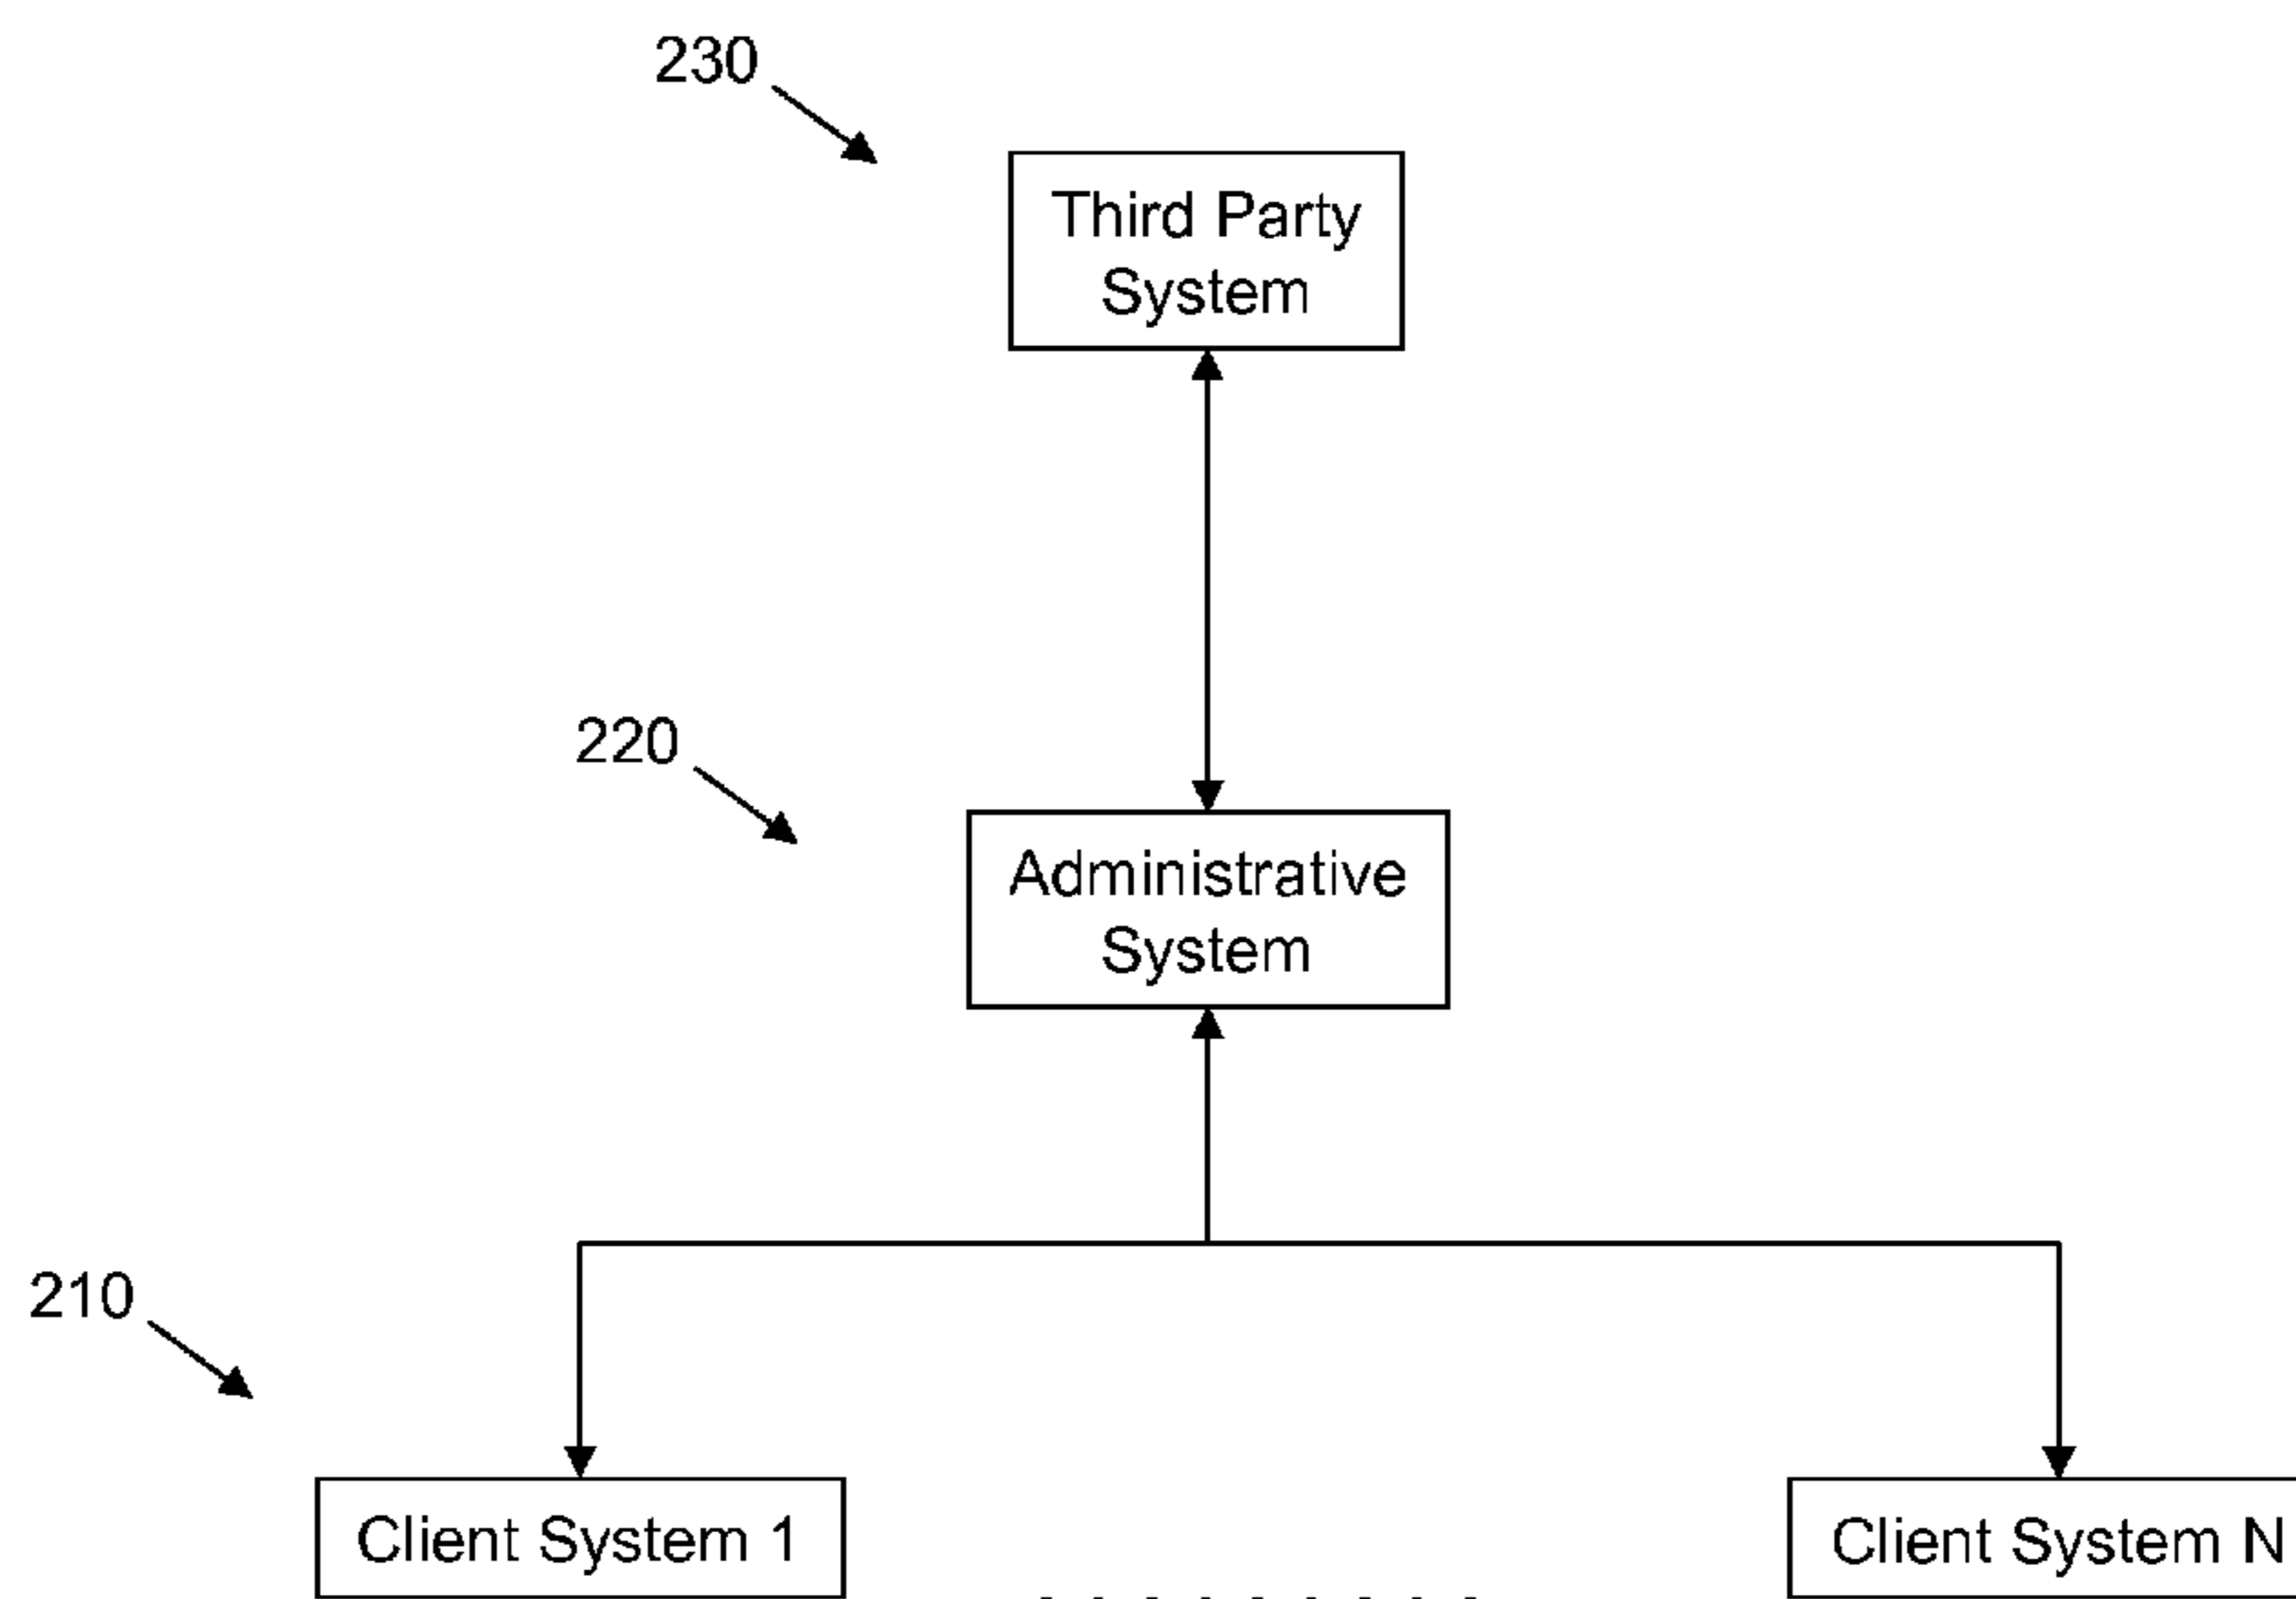 230
Third Party
System
220
Administrative
System
210
Client System 1
Client System N